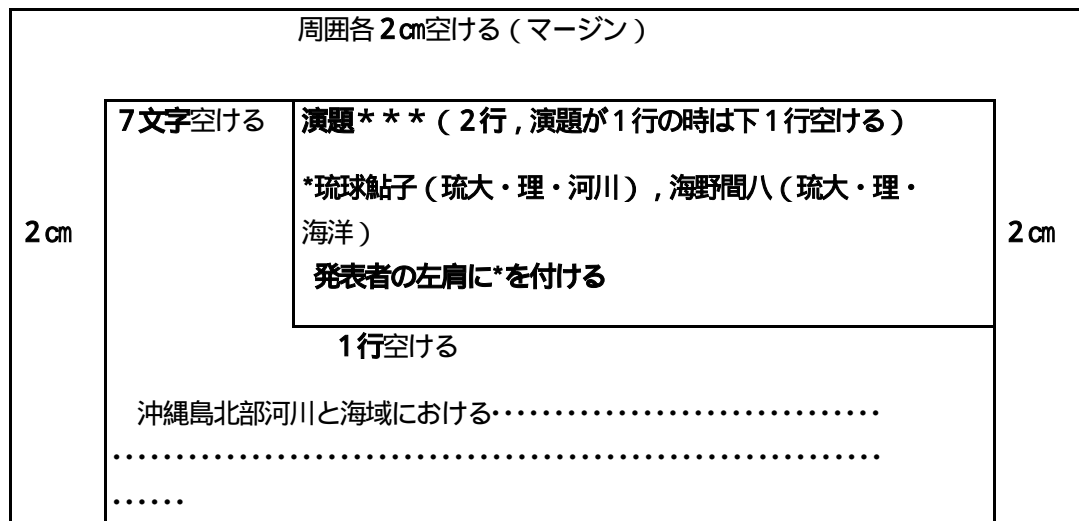 周囲各2㎝空ける（マージン）
7文字空ける
演題＊＊＊（2行，演題が1行の時は下1行空ける）
*琉球鮎子（琉大・理・河川），海野間八（琉大・理・
海洋）
2㎝
2㎝
発表者の左肩に*を付ける
1行空ける
沖縄島北部河川と海域における･･････････････････････････････
････････････････････････････････････････････････････････････
･･････